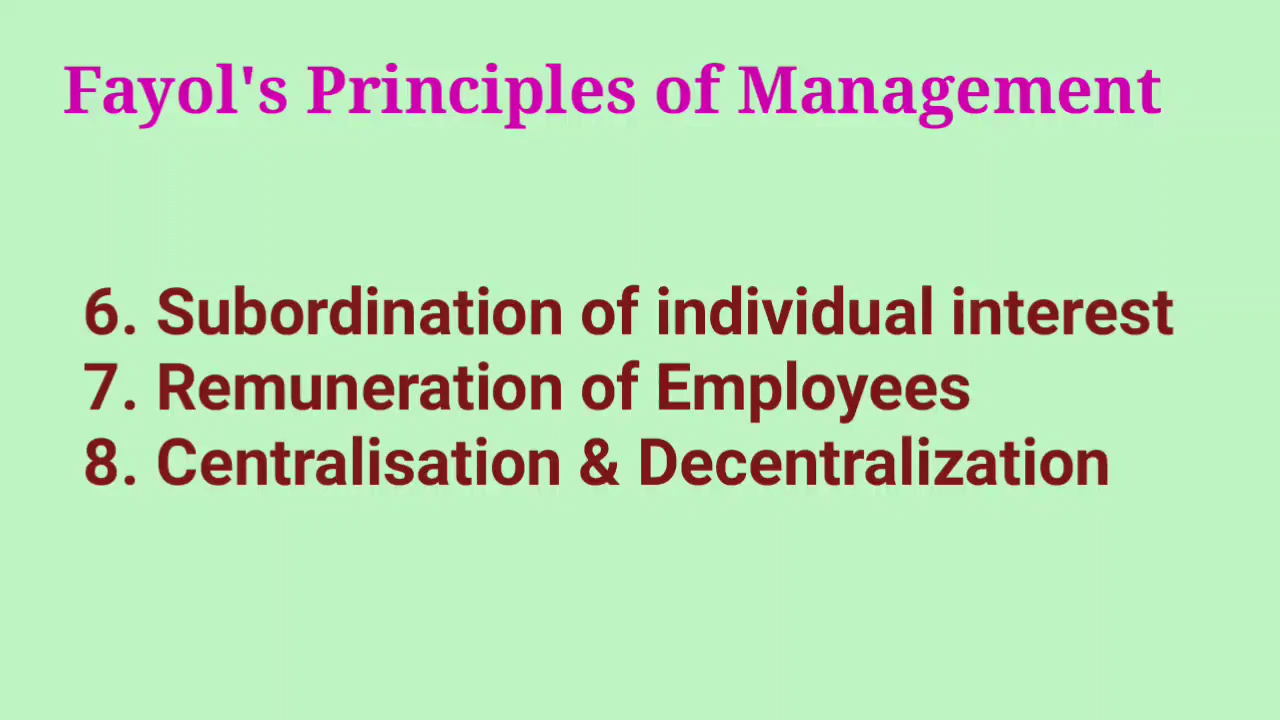 Fayol's Principles of Management
6. Subordination of individual interest
7. Remuneration of Employees
8. Centralisation & Decentralization